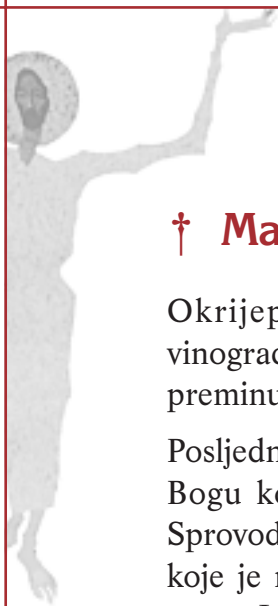 † Ma
Okrijep
vinograd
preminu
Posljedn
Bogu ko
Sprovod
koje je